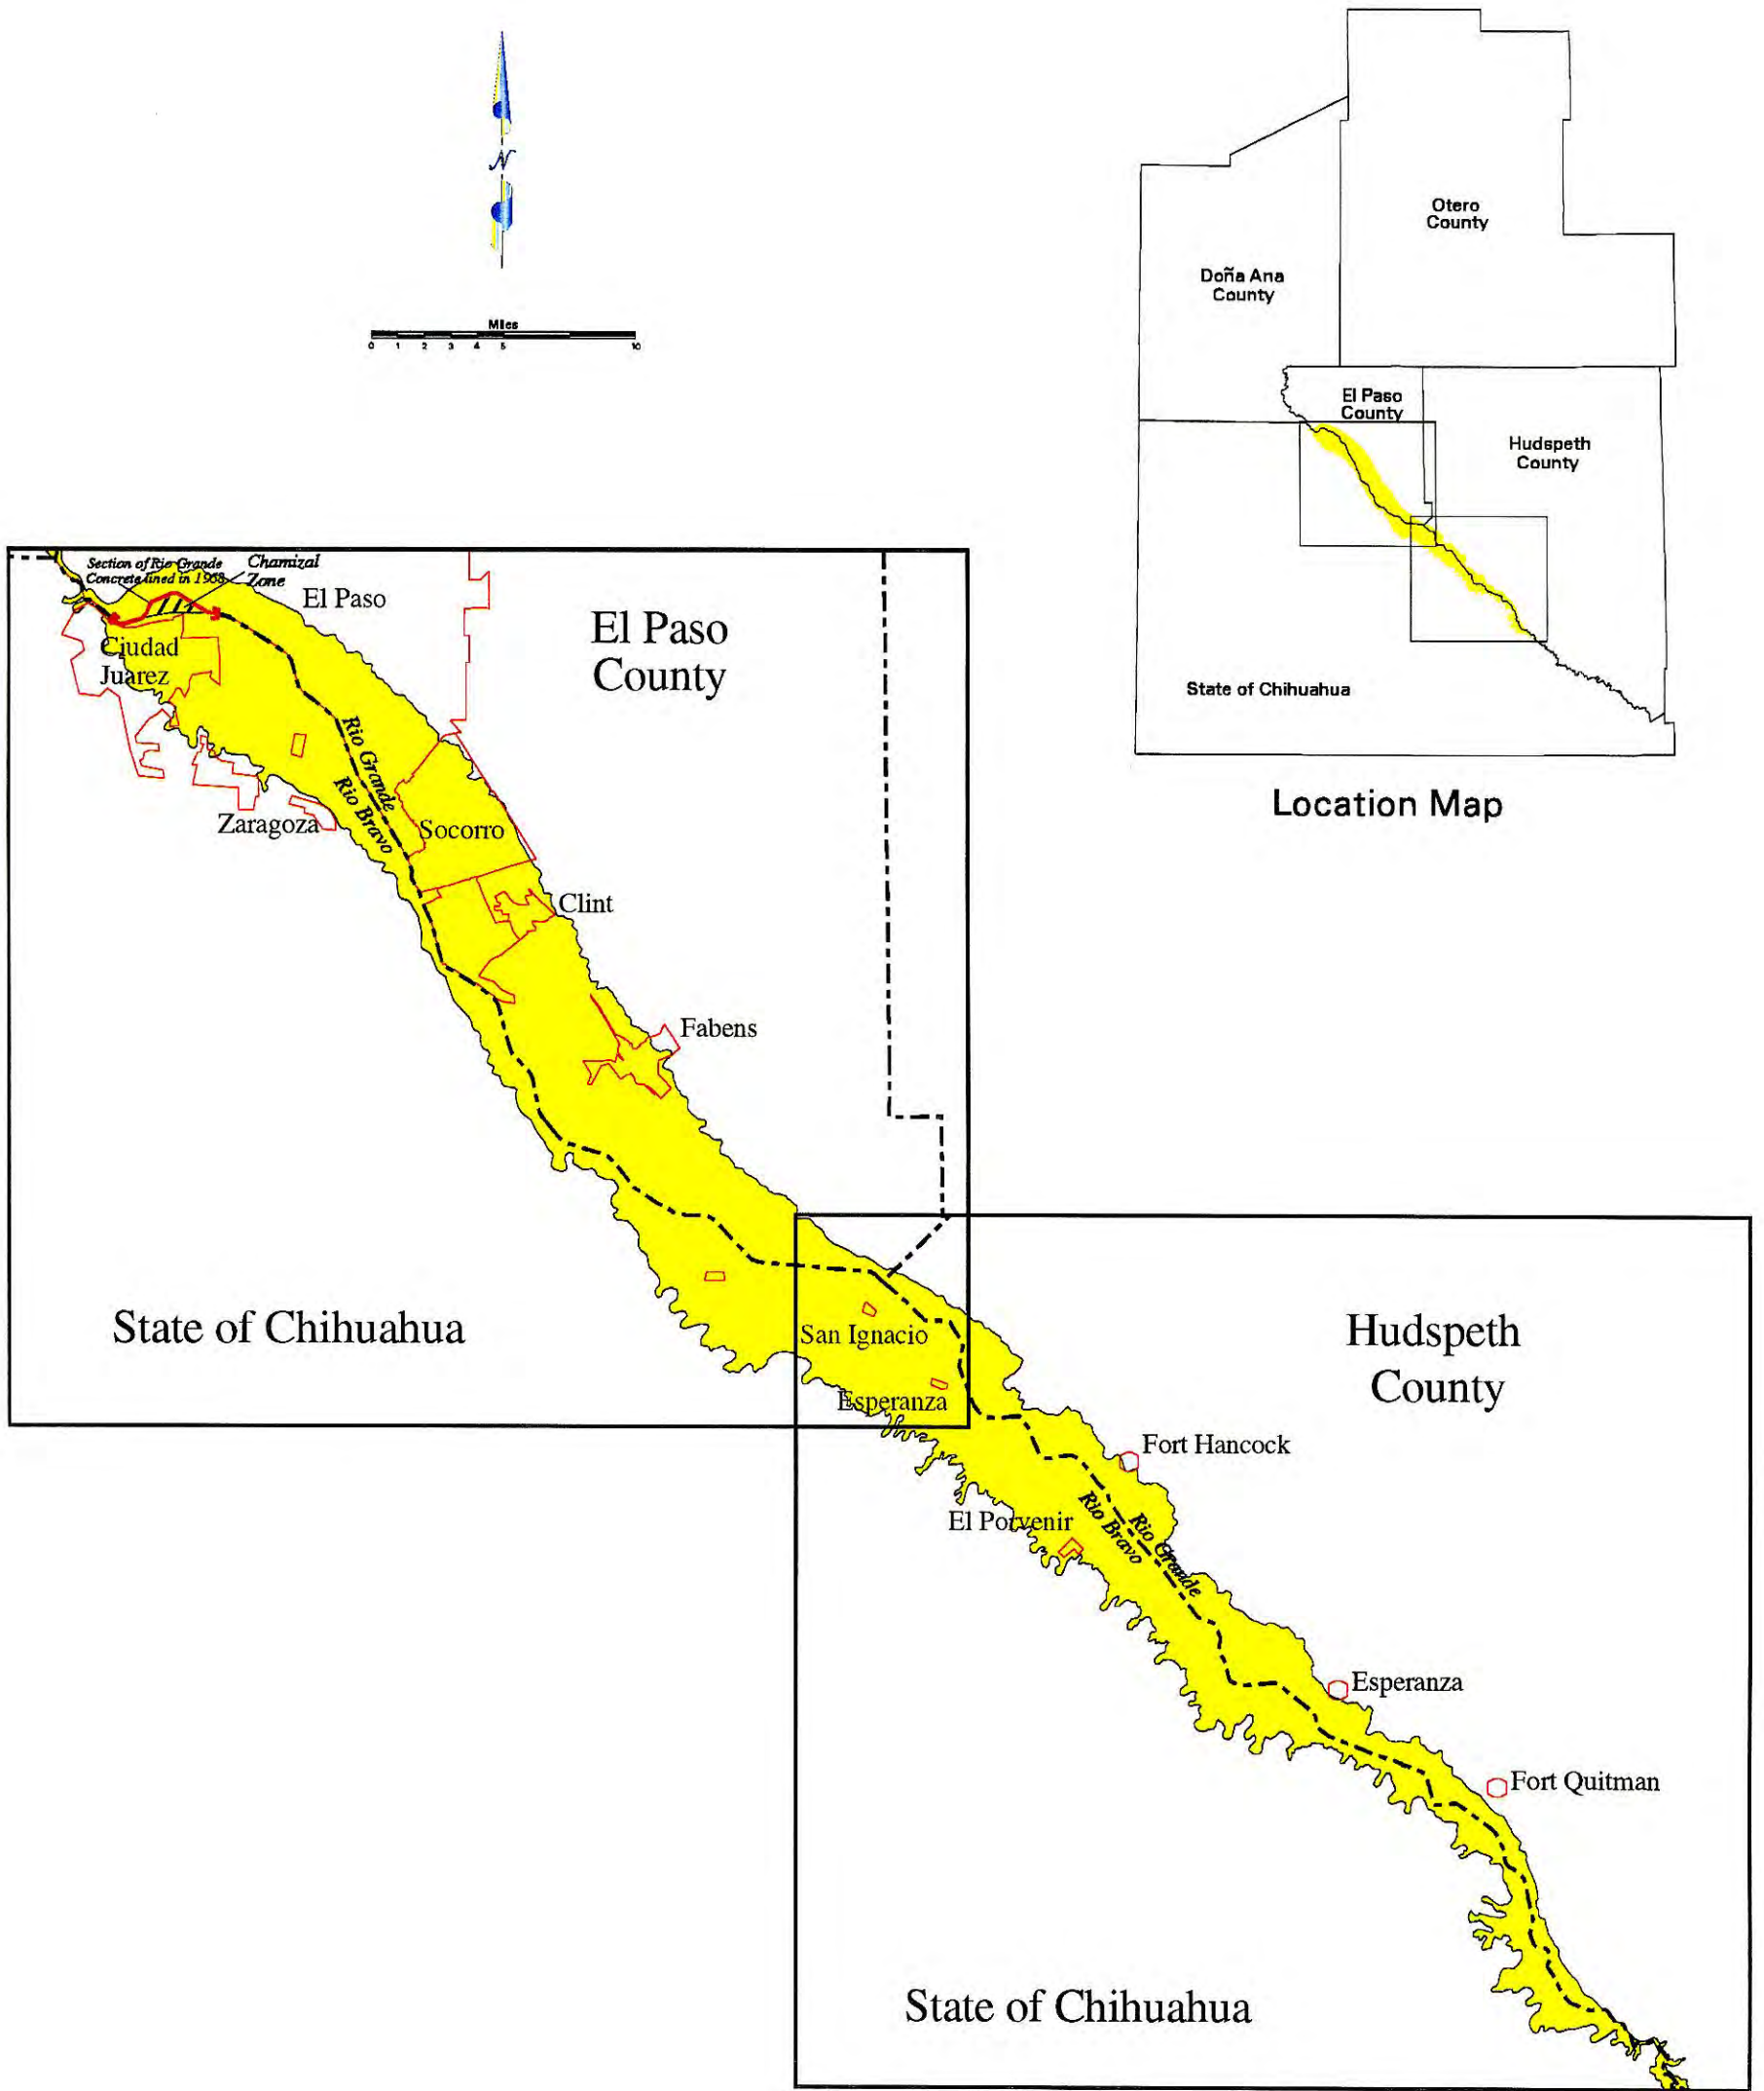 N
Miles
0 1 2 3 4 5 10
Otero
County
Doña Ana
County
El Paso
County
Hudspeth
County
State of Chihuahua
Location Map
Section of Rio Grande
Concrete lined in 1968
Chamizal
Zone
El Paso
Ciudad
Juarez
El Paso
County
Rio Grande
Rio Bravo
Zaragoza
Socorro
Clint
Fabens
State of Chihuahua
San Ignacio
Esperanza
Hudspeth
County
Fort Hancock
El Porvenir
Rio Grande
Rio Bravo
Esperanza
Fort Quitman
State of Chihuahua